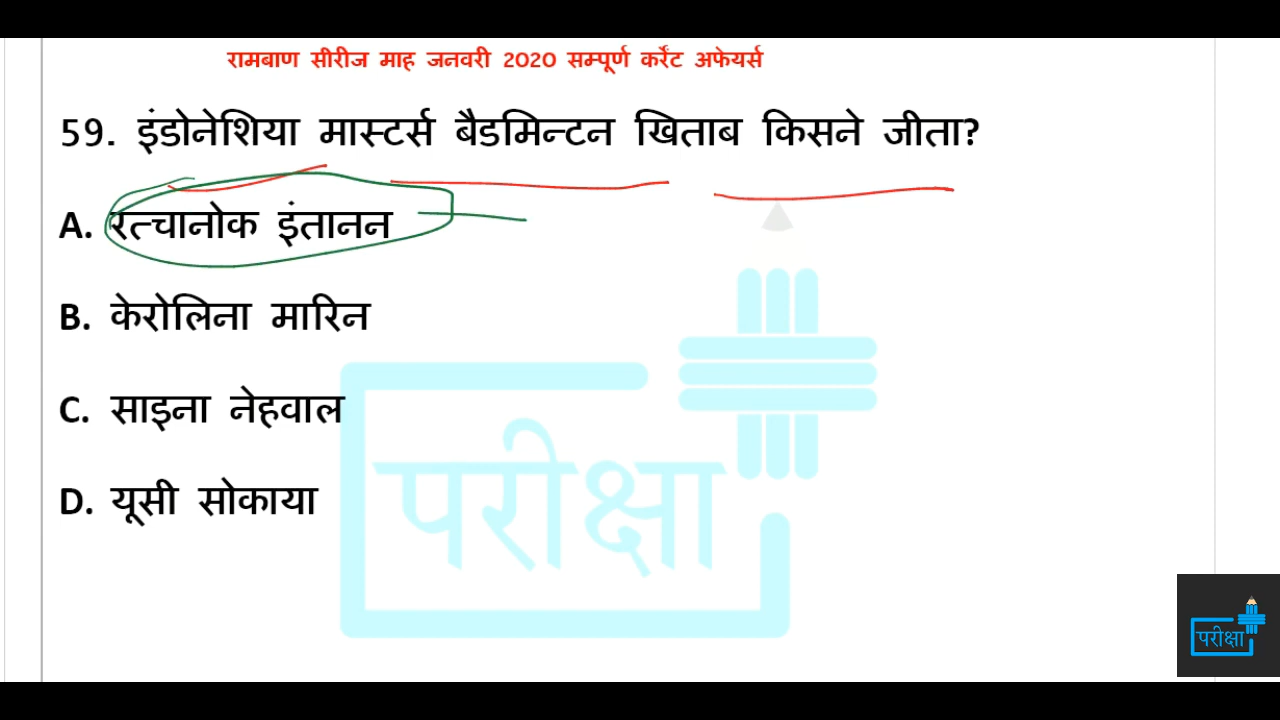 रामबाण सीरीज माह जनवरी 2020 सम्पूर्ण कर्रेंट अफेयर्स
59. इंडोनेशिया मास्टर्स बैडमिन्टन खिताब किसने जीता?
A. रत्चानोक इंतानन
B. केरोलिना मारिन
C. साइना नेहवाल
D. यूसी सोकाया
परीक्षा
परीक्षा